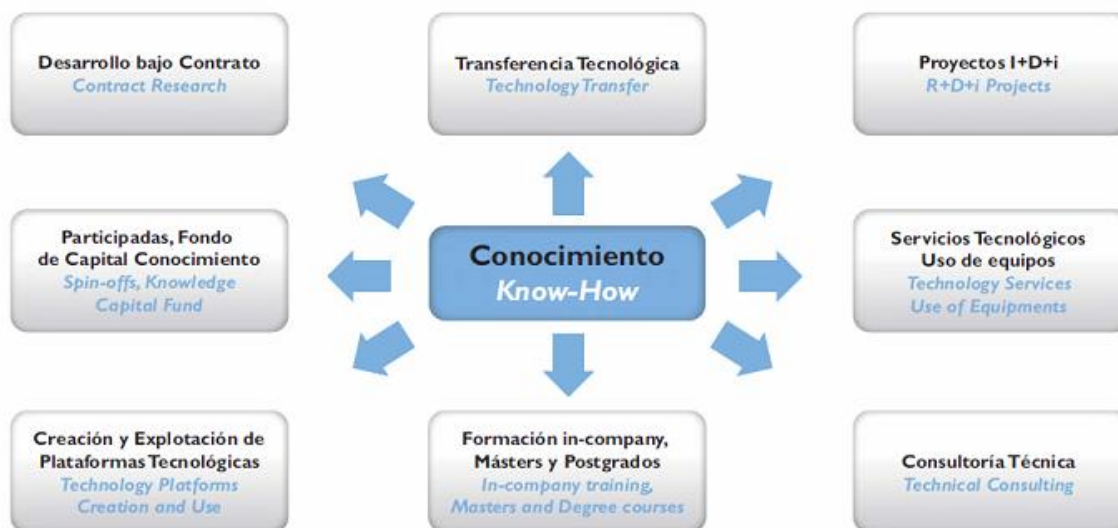 Desarrollo bajo Contrato
Contract Research
Transferencia Tecnológica
Technology Transfer
Proyectos I+D+i
R+D+i Projects
Participadas, Fondo
de Capital Conocimiento
Spin-offs, Knowledge
Capital Fund
Conocimiento
Know-How
Servicios Tecnológicos
Uso de equipos
Technology Services
Use of Equipments
Creación y Explotación de
Plataformas Tecnológicas
Technology Platforms
Creation and Use
Formación in-company,
Másters y Postgrados
In-company training,
Masters and Degree courses
Consultoría Técnica
Technical Consulting